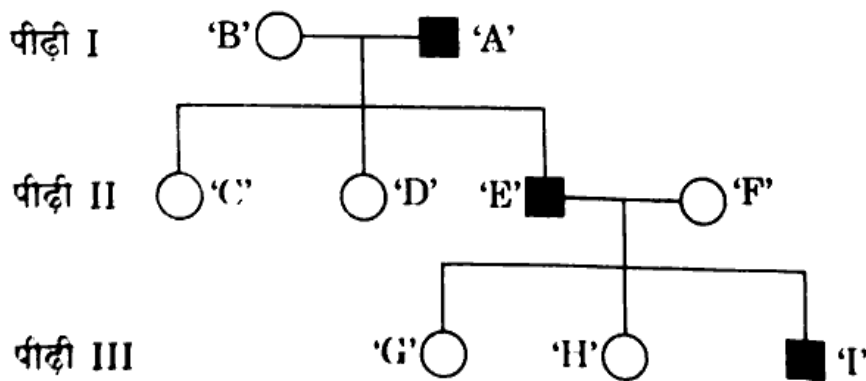 पीढ़ी I 'B' 'A'
पीढ़ी II 'C' 'D' 'E' 'F'
पीढ़ी III 'G' 'H' 'I'